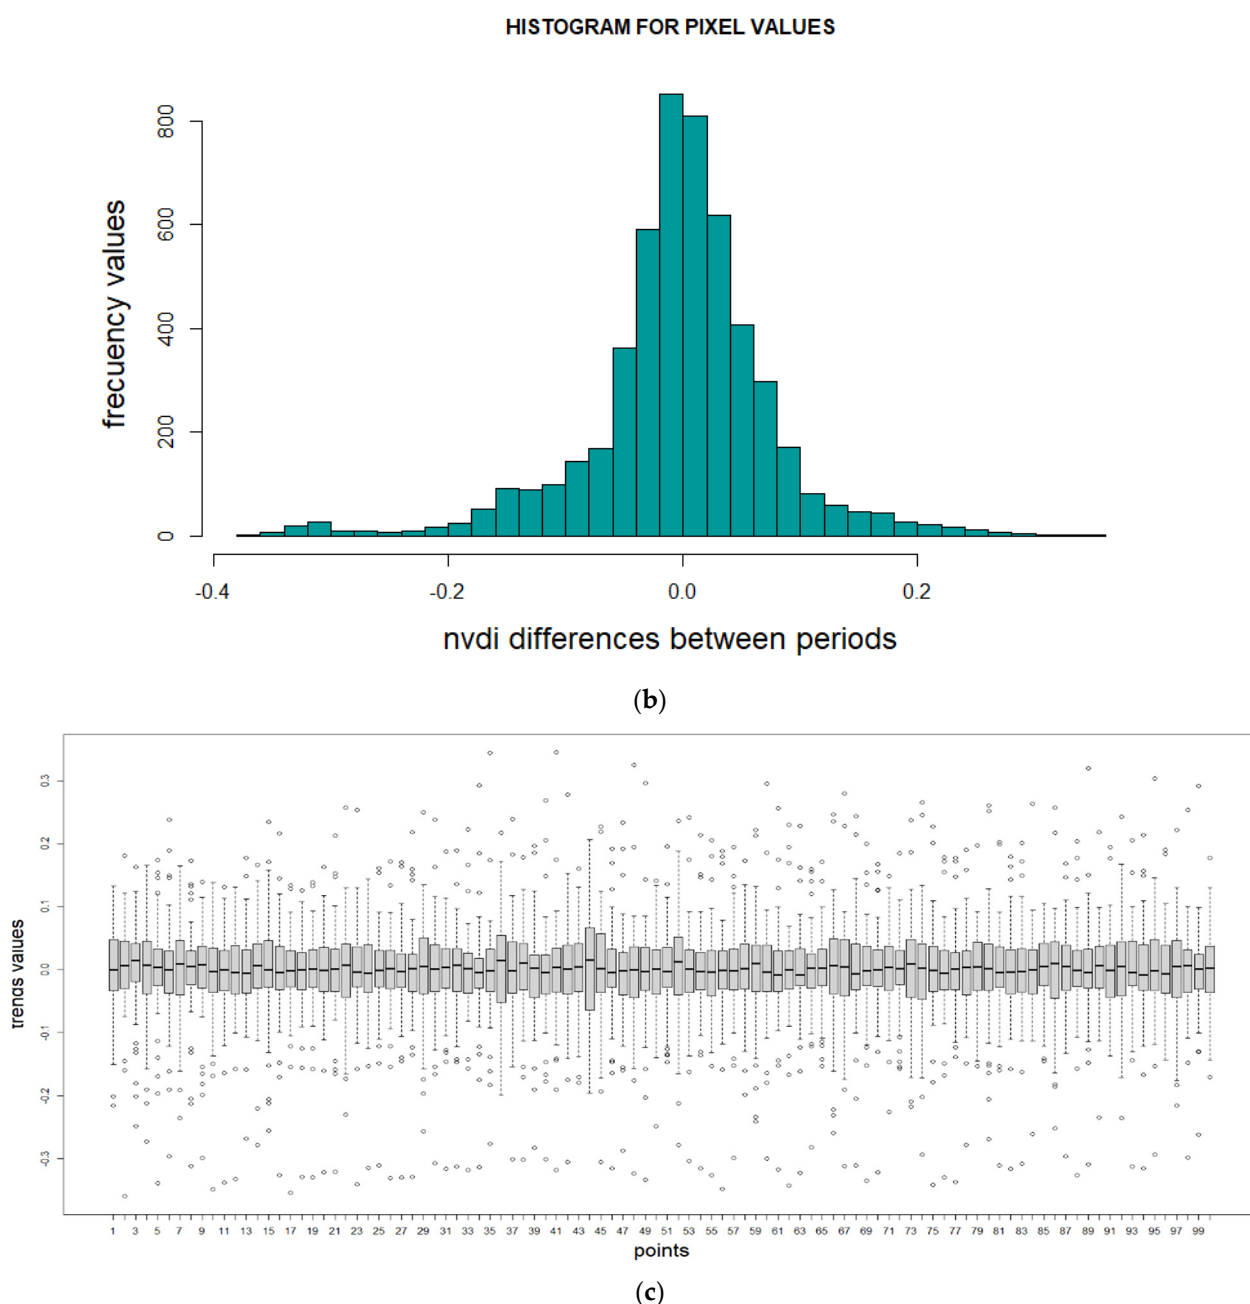 HISTOGRAM FOR PIXEL VALUES
frecuency values
800
600
400
200
0
-0.4 -0.2 0.0 0.2
nvdi differences between periods
(b)
trends values
0.3
0.2
0.1
0.0
-0.1
-0.2
-0.3
1 3 5 7 9 11 13 15 17 19 21 23 25 27 29 31 33 35 37 39 41 43 45 47 49 51 53 55 57 59 61 63 65 67 69 71 73 75 77 79 81 83 85 87 89 91 93 95 97 99
points
(c)